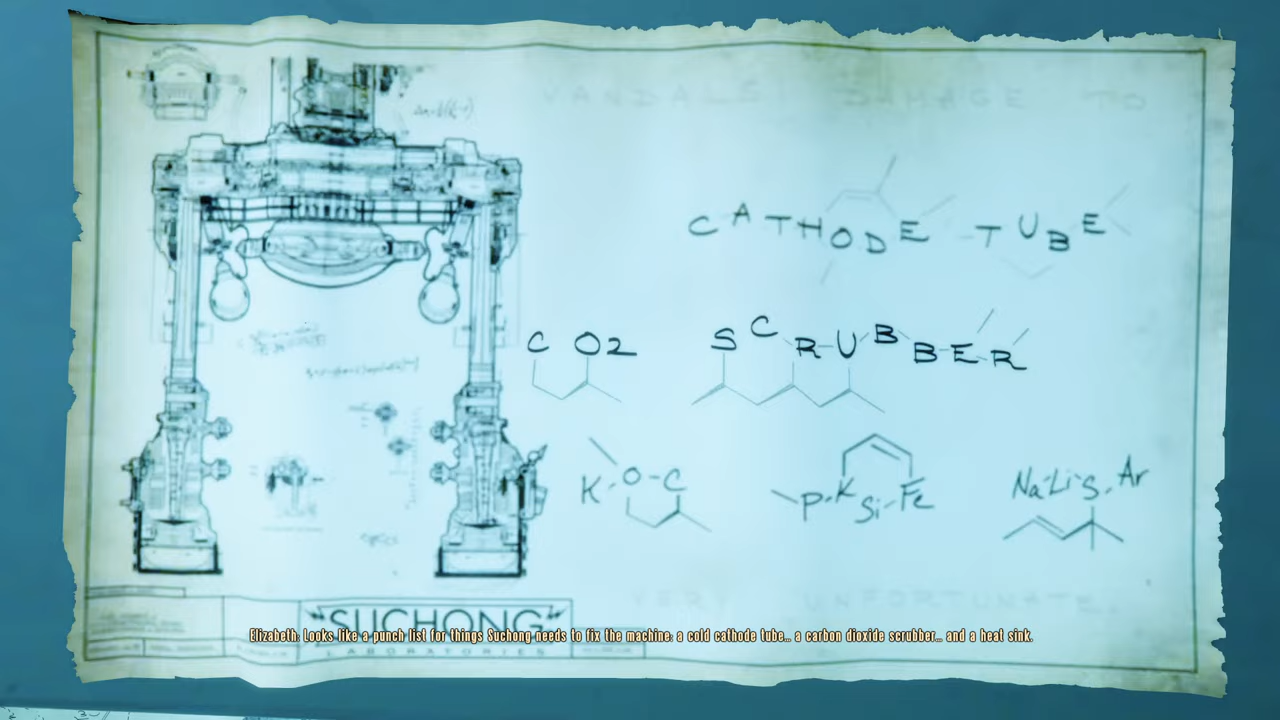 VANDALS DAMAGE TO
CATHODE TUBE
CO2 SCRUBBER
K O-C
P-K Si-Fe
Na-Li-S Ar
VERY UNFORTUNATE
SUCHONG
LABORATORIES
Elizabeth: Looks like a punch list for things Suchong needs to fix the machine: a cold cathode tube... a carbon dioxide scrubber... and a heat sink.